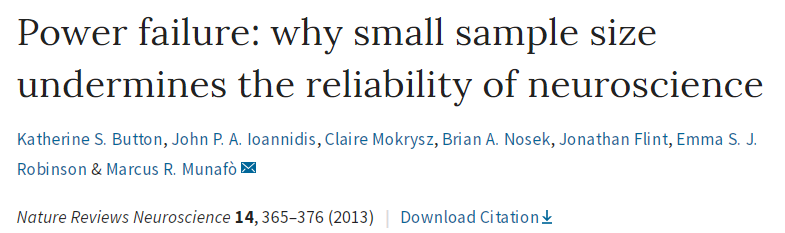 Power failure: why small sample size
undermines the reliability of neuroscience
Katherine S. Button, John P. A. Ioannidis, Claire Mokrysz, Brian A. Nosek, Jonathan Flint, Emma S. J.
Robinson & Marcus R. Munafò
Nature Reviews Neuroscience 14, 365–376 (2013) | Download Citation